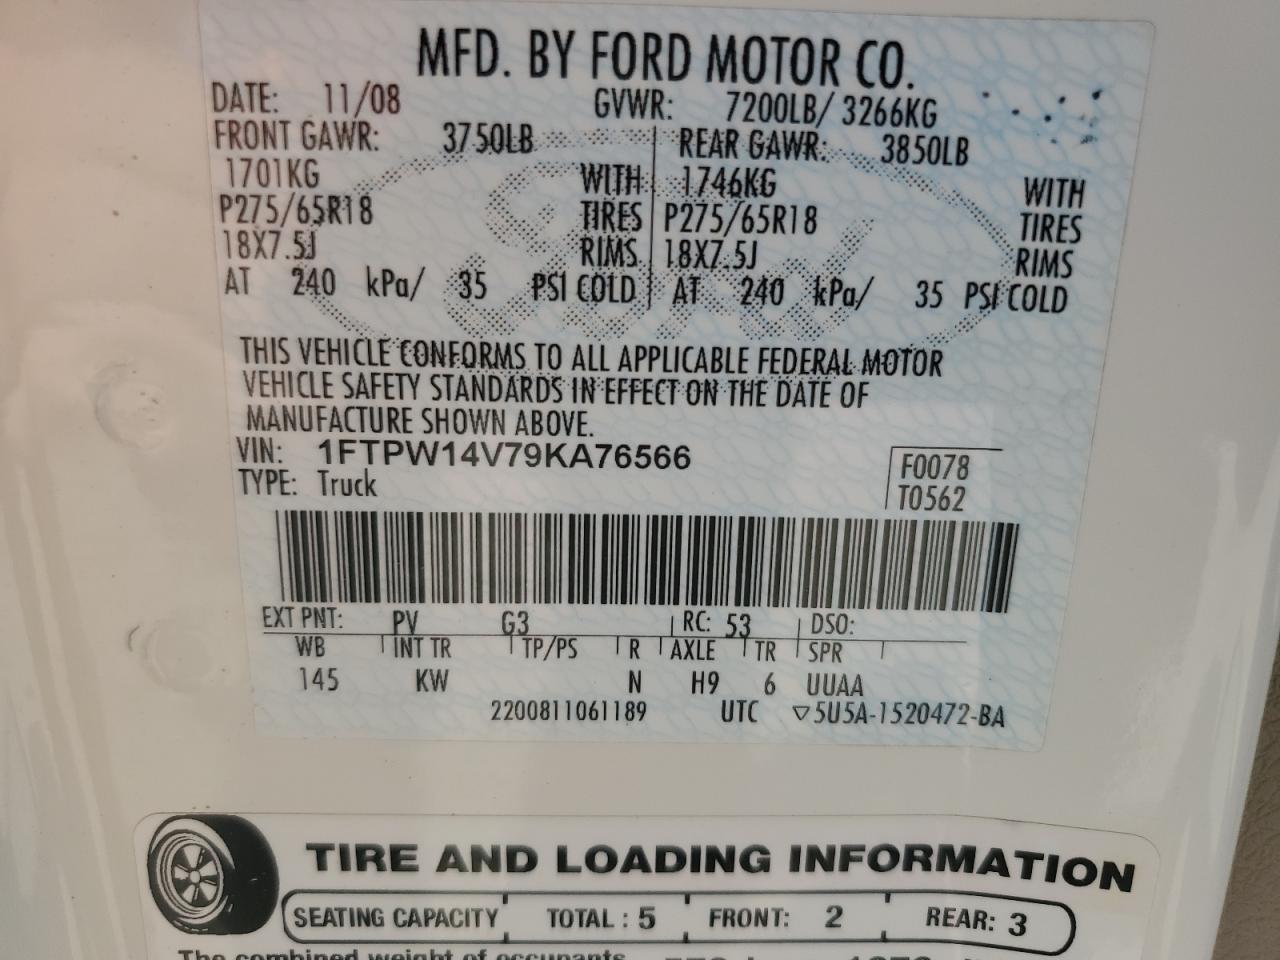 MFD. BY FORD MOTOR CO.
DATE: 11/08 GVWR: 7200LB/ 3266KG
FRONT GAWR: 3750LB REAR GAWR: 3850LB
1701KG WITH 1746KG WITH
P275/65R18 TIRES P275/65R18 TIRES
18X7.5J RIMS 18X7.5J RIMS
AT 240 kPa/ 35 PSI COLD AT 240 kPa/ 35 PSI COLD
THIS VEHICLE CONFORMS TO ALL APPLICABLE FEDERAL MOTOR
VEHICLE SAFETY STANDARDS IN EFFECT ON THE DATE OF
MANUFACTURE SHOWN ABOVE.
VIN: 1FTPW14V79KA76566 F0078
TYPE: Truck T0562
EXT PNT: PV G3 RC: 53 DSO:
WB INT TR TP/PS R AXLE TR SPR
145 KW N H9 6 UUAA
2200811061189 UTC ▽5U5A-1520472-BA
TIRE AND LOADING INFORMATION
SEATING CAPACITY TOTAL : 5 FRONT: 2 REAR: 3
The combined weight of occupants